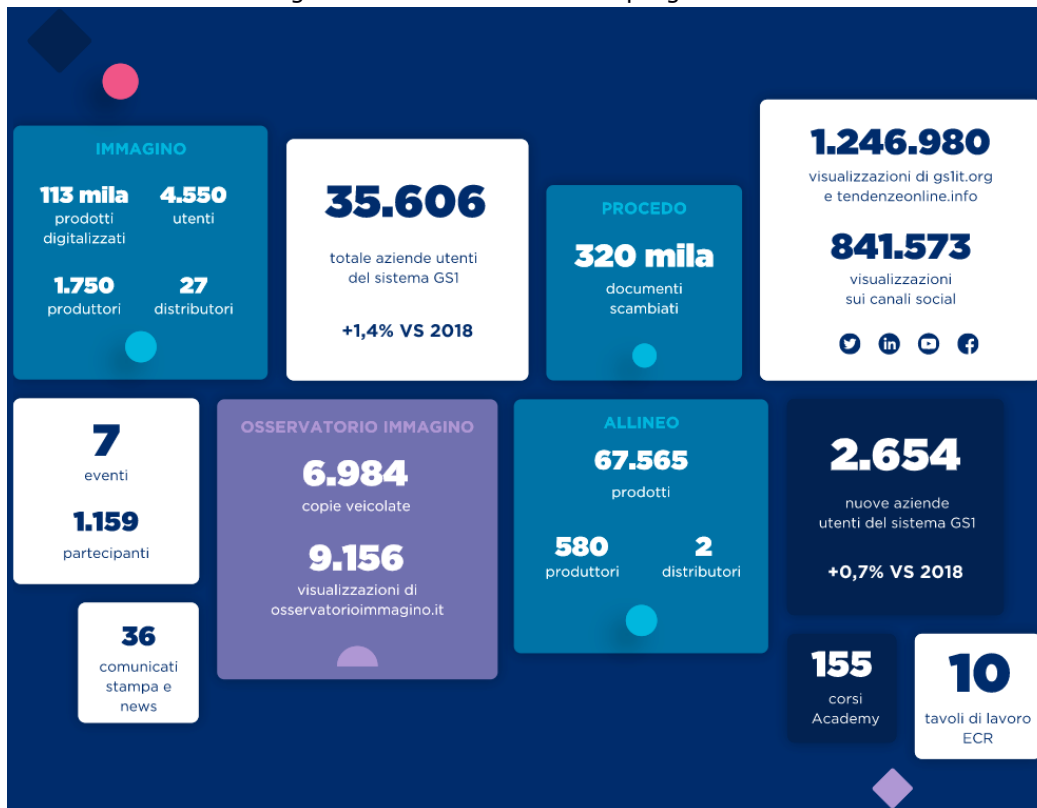 IMMAGINO
113 mila
prodotti
digitalizzati
4.550
utenti
1.750
produttori
27
distributori
35.606
totale aziende utenti
del sistema GS1
+1,4% VS 2018
PROCEDO
320 mila
documenti
scambiati
1.246.980
visualizzazioni di gs1it.org
e tendenzeonline.info
841.573
visualizzazioni
sui canali social
7
eventi
1.159
partecipanti
OSSERVATORIO IMMAGINO
6.984
copie veicolate
9.156
visualizzazioni di
osservatorioimmagino.it
ALLINEO
67.565
prodotti
580
produttori
2
distributori
2.654
nuove aziende
utenti del sistema GS1
+0,7% VS 2018
36
comunicati
stampa e
news
155
corsi
Academy
10
tavoli di lavoro
ECR